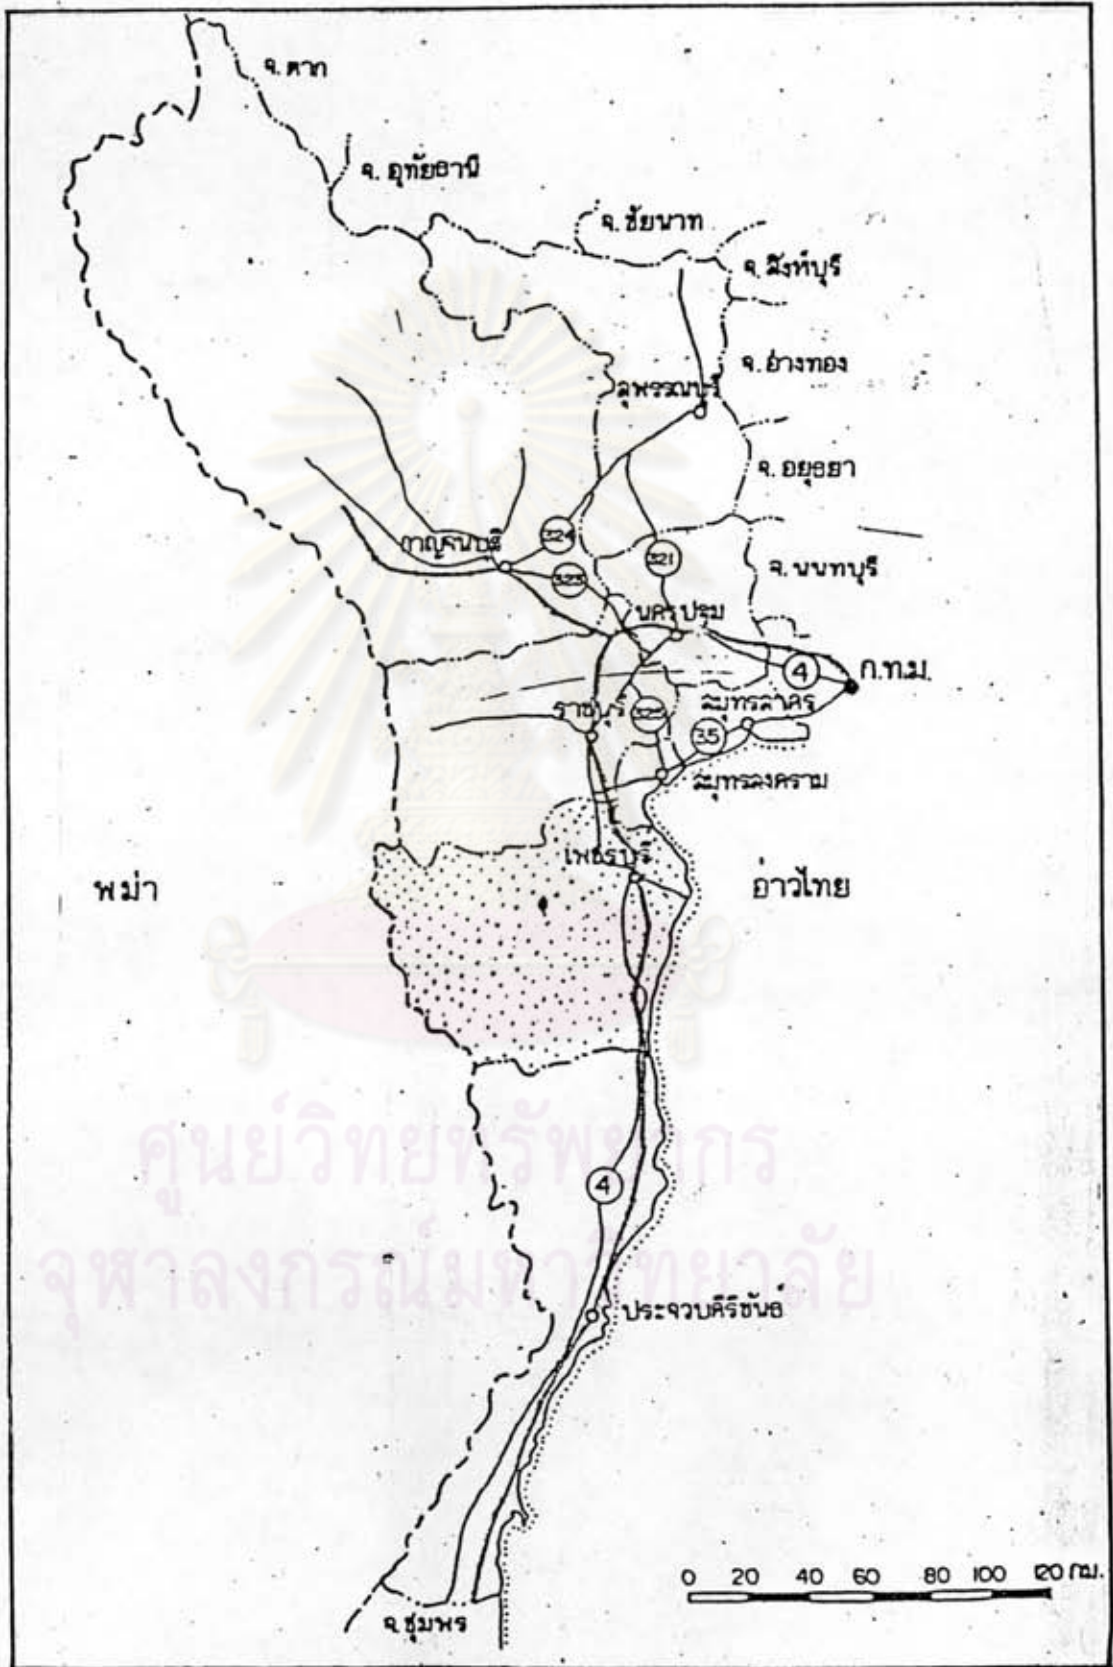 จ. ตาก
จ. อุทัยธานี
จ. ชัยนาท
จ. สิงห์บุรี
จ. อ่างทอง
สุพรรณบุรี
จ. อยุธยา
324
กาญจนบุรี
321
323
จ. นนทบุรี
นครปฐม
4
ก.ท.ม.
สมุทรสาคร
ราชบุรี
325
35
สมุทรสงคราม
เพชรบุรี
พม่า
อ่าวไทย
ศูนย์วิทยทรัพยากร
4
จุฬาลงกรณ์มหาวิทยาลัย
ประจวบคีรีขันธ์
0 20 40 60 80 100 120 กม.
จ. ชุมพร